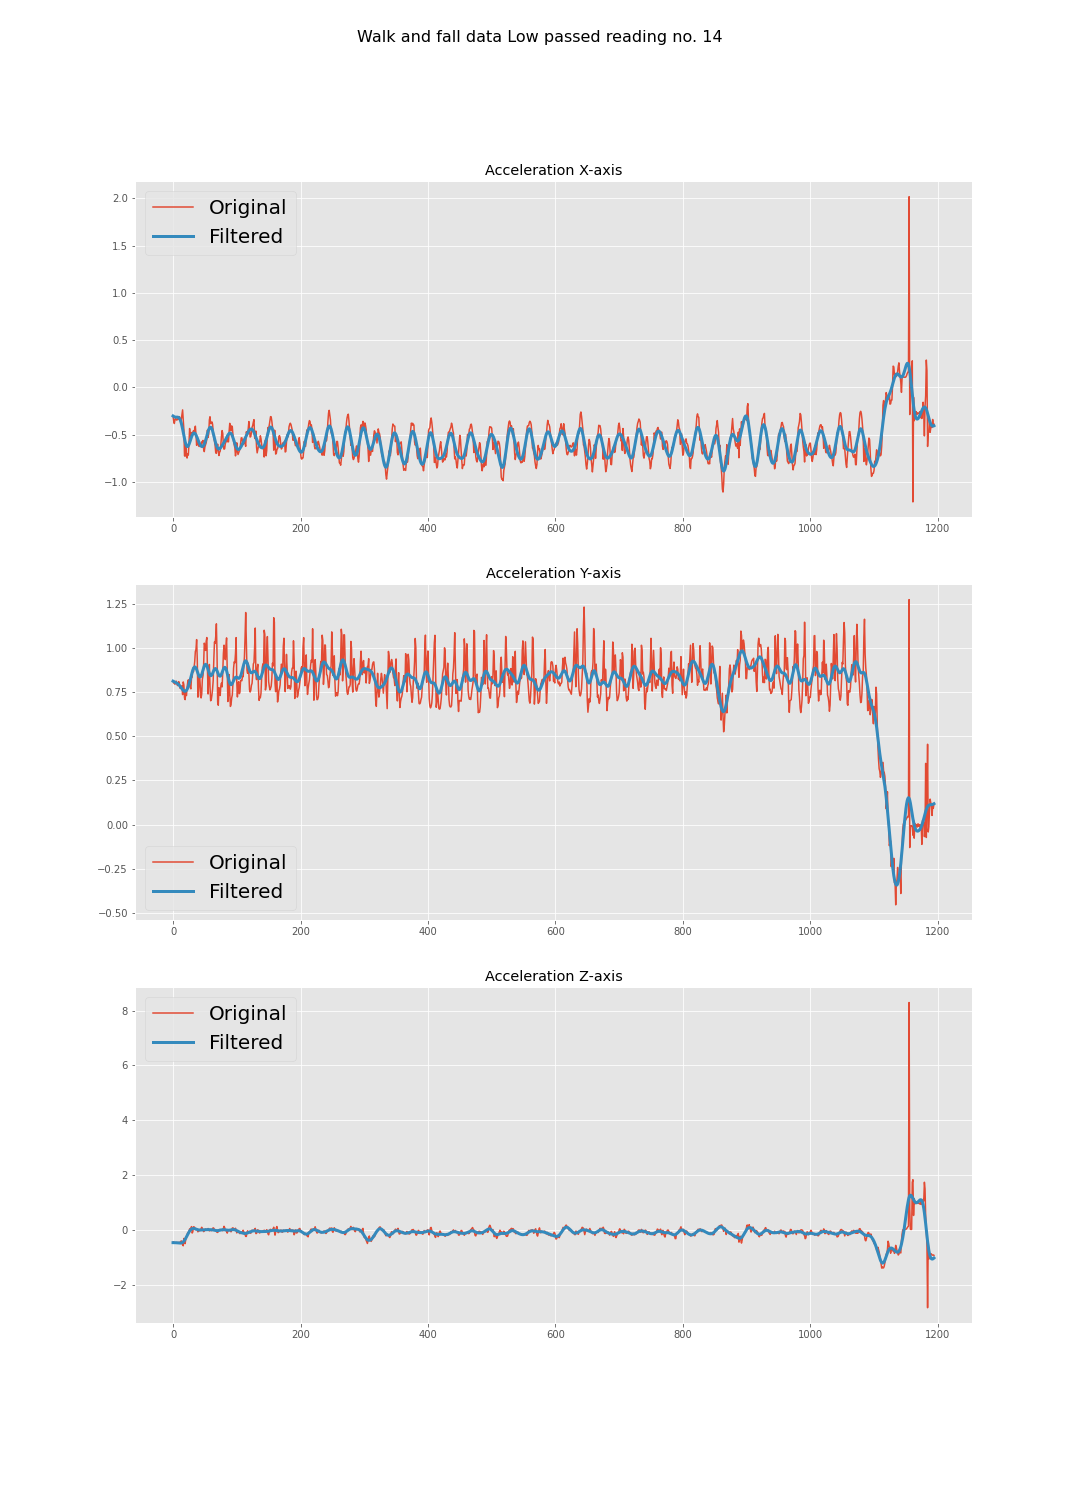 Walk and fall data Low passed reading no. 14
Acceleration X-axis
Original
Filtered
2.0
1.5
1.0
0.5
0.0
−0.5
−1.0
0 200 400 600 800 1000 1200
Acceleration Y-axis
1.25
1.00
0.75
0.50
0.25
0.00
−0.25
−0.50
Original
Filtered
0 200 400 600 800 1000 1200
Acceleration Z-axis
Original
Filtered
8
6
4
2
0
−2
0 200 400 600 800 1000 1200